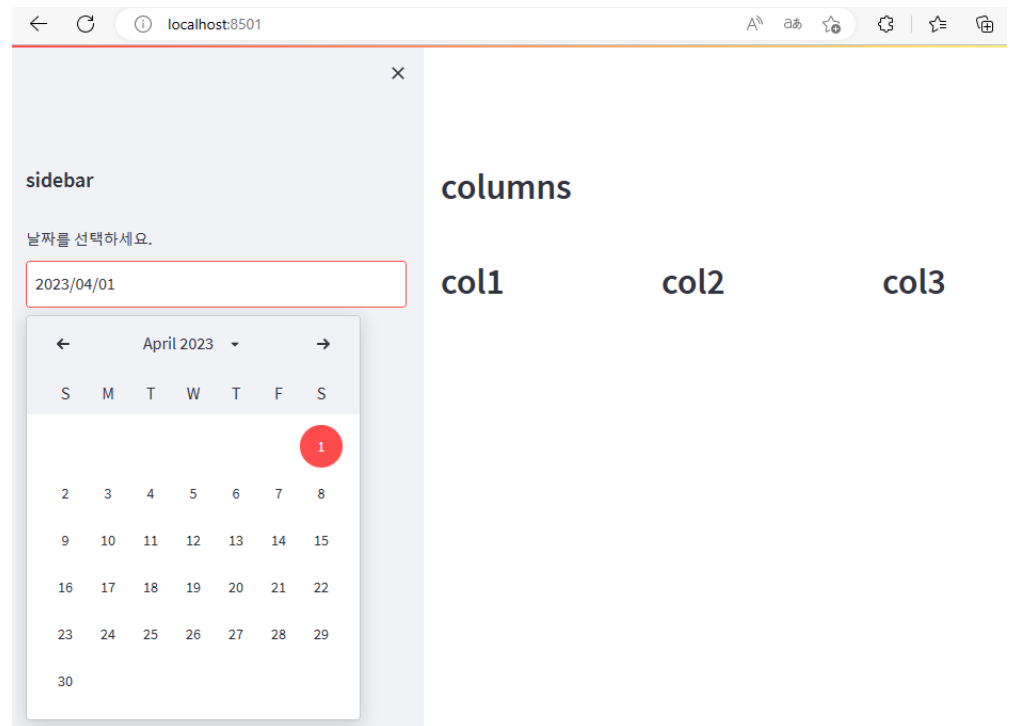 localhost:8501
aあ
sidebar
날짜를 선택하세요.
2023/04/01
April 2023
S M T W T F S
1
2 3 4 5 6 7 8
9 10 11 12 13 14 15
16 17 18 19 20 21 22
23 24 25 26 27 28 29
30
columns
col1 col2 col3